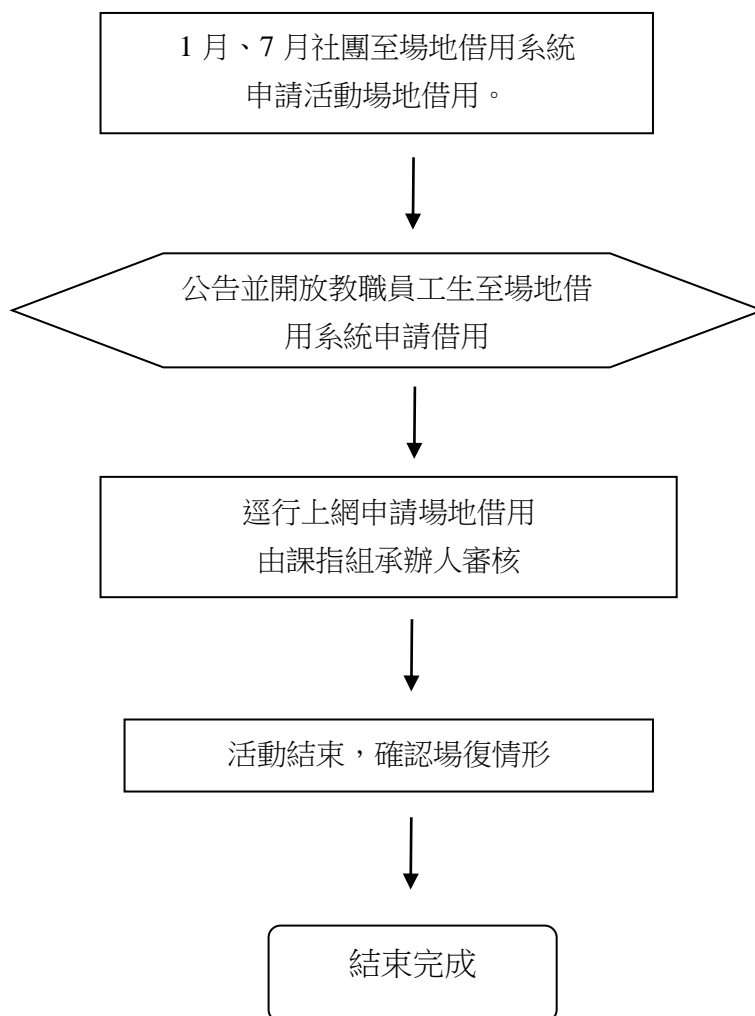 1 月、7 月社團至場地借用系統
申請活動場地借用。
公告並開放教職員工生至場地借
用系統申請借用
逕行上網申請場地借用
由課指組承辦人審核
活動結束，確認場復情形
結束完成